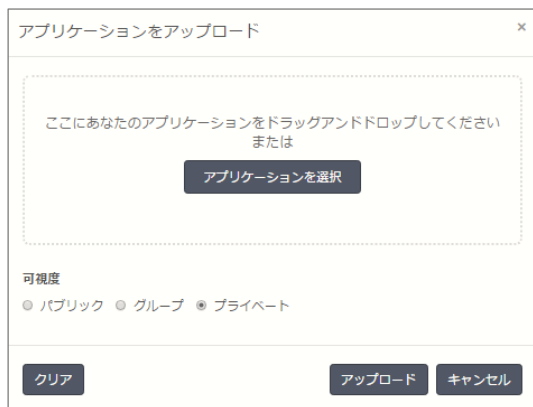 アプリケーションをアップロード ×
ここにあなたのアプリケーションをドラッグアンドドロップしてください
または
アプリケーションを選択
可視度
パブリック グループ プライベート
クリア アップロード キャンセル